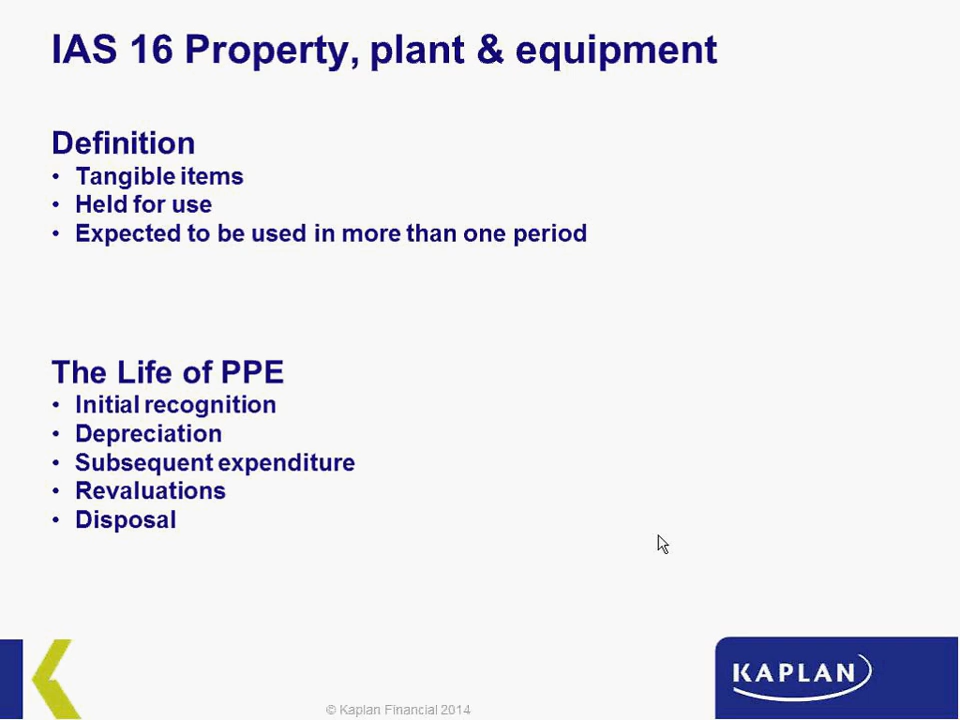 IAS 16 Property, plant & equipment
Definition
• Tangible items
• Held for use
• Expected to be used in more than one period
The Life of PPE
• Initial recognition
• Depreciation
• Subsequent expenditure
• Revaluations
• Disposal
© Kaplan Financial 2014
KAPLAN